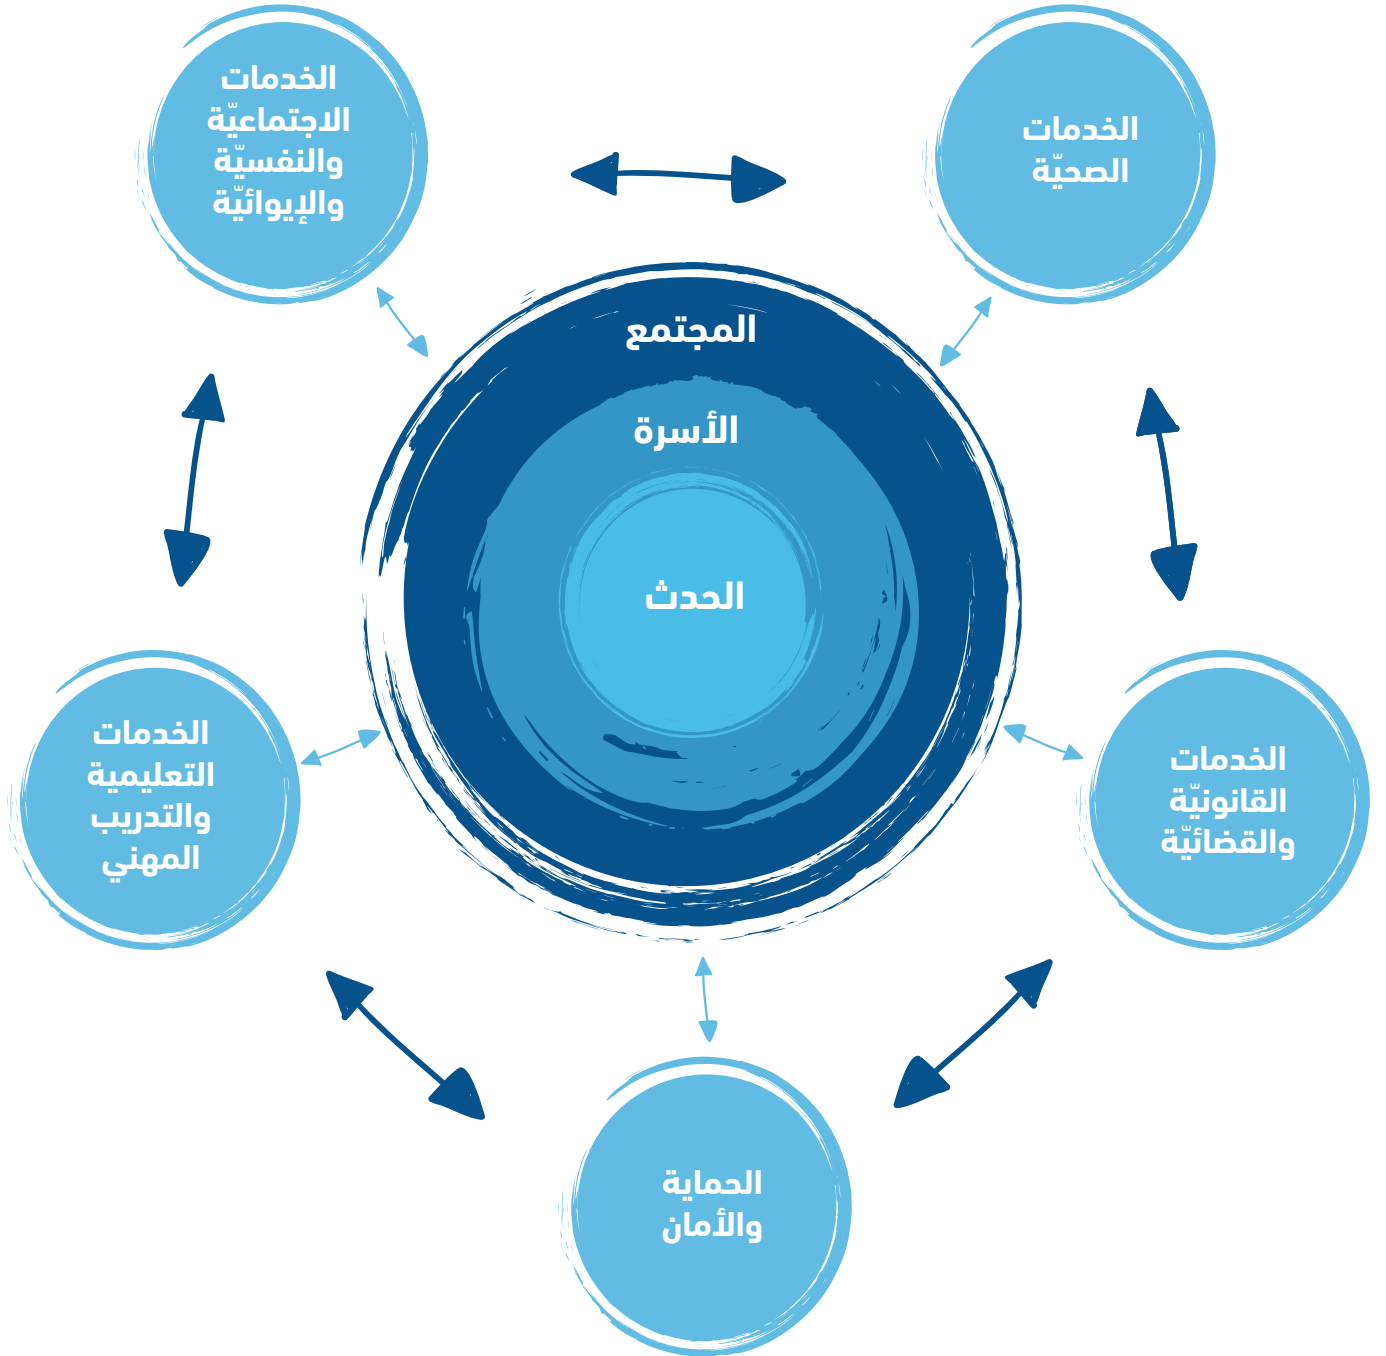 الخدمات
الصحيّة
الخدمات
الاجتماعيّة
والنفسيّة
والإيوائيّة
المجتمع
الأسرة
الحدث
الخدمات
القانونيّة
والقضائيّة
الخدمات
التعليمية
والتدريب
المهني
الحماية
والأمان